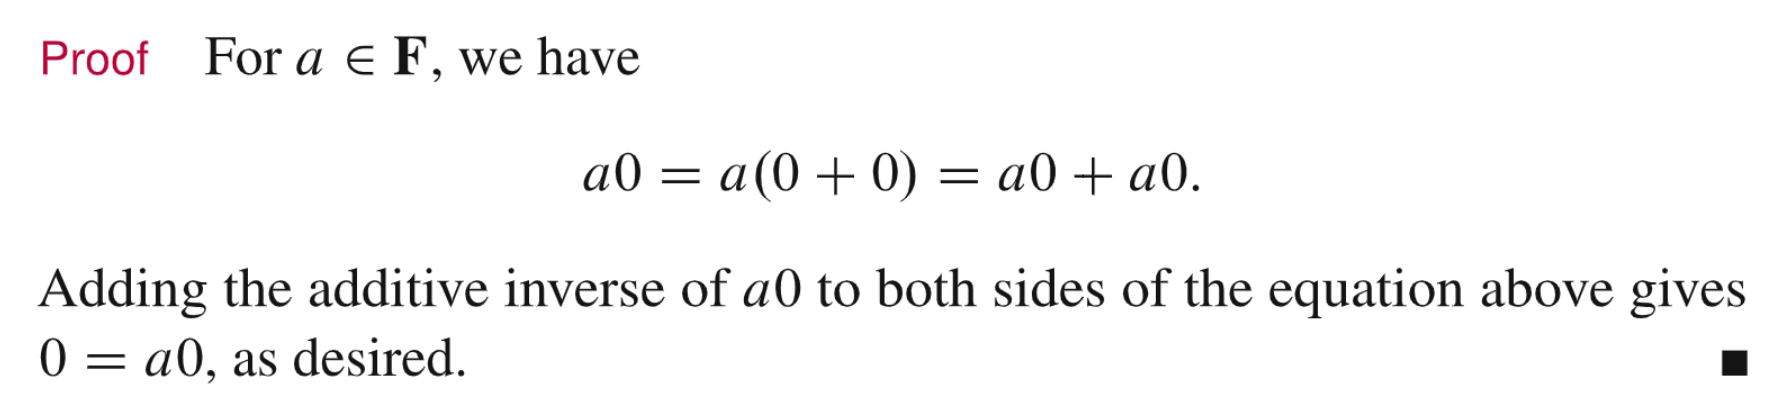 Proof For a ∈ F, we have
a0 = a(0 + 0) = a0 + a0.
Adding the additive inverse of a0 to both sides of the equation above gives
0 = a0, as desired. ■